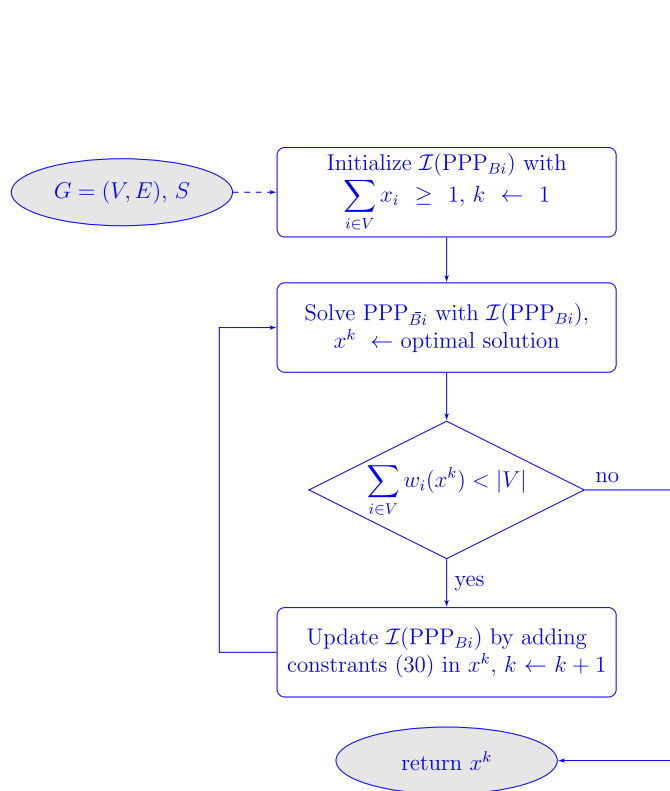 G = (V, E), S
Initialize 𝓘(PPP_{Bi}) with
∑_{i∈V} x_i ≥ 1, k ← 1
Solve PPP_{B̄i} with 𝓘(PPP_{Bi}),
x^k ← optimal solution
∑_{i∈V} w_i(x^k) < |V|
no
yes
Update 𝓘(PPP_{Bi}) by adding
constrants (30) in x^k, k ← k + 1
return x^k